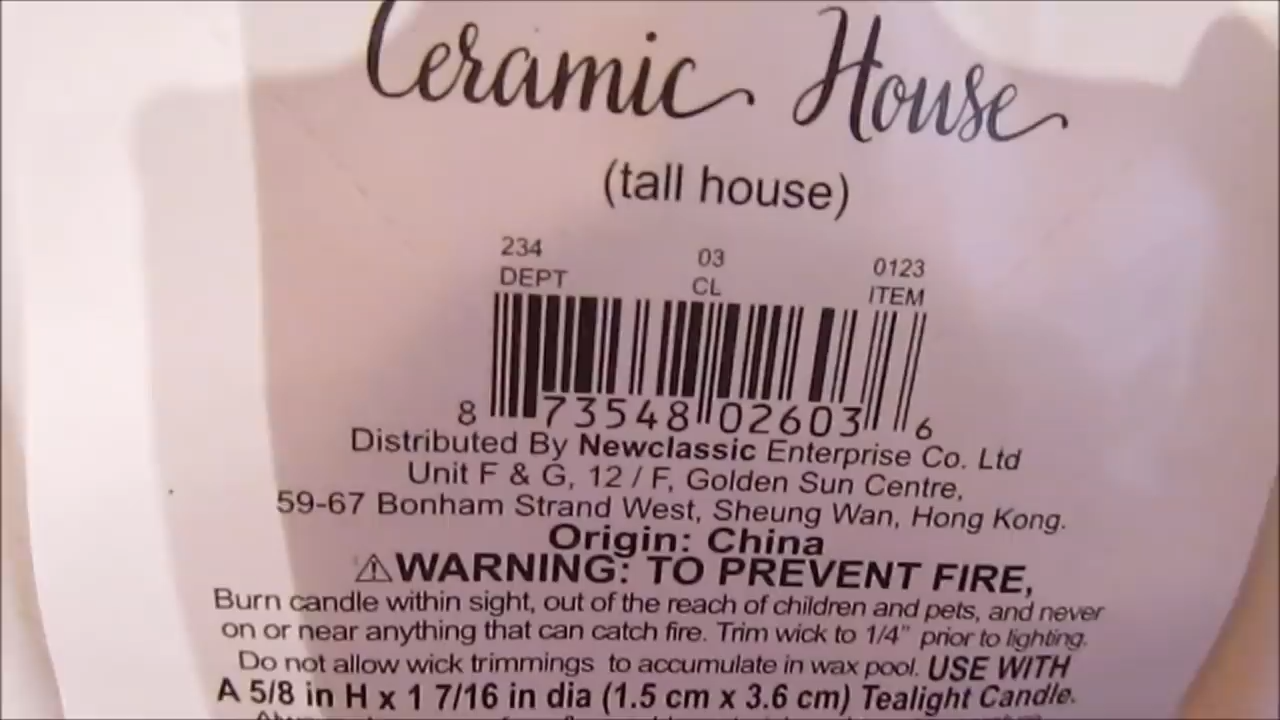 Ceramic House
(tall house)
234 03 0123
DEPT CL ITEM
8 73548 02603 6
Distributed By Newclassic Enterprise Co. Ltd
Unit F & G, 12 / F, Golden Sun Centre,
59-67 Bonham Strand West, Sheung Wan, Hong Kong.
Origin: China
⚠WARNING: TO PREVENT FIRE,
Burn candle within sight, out of the reach of children and pets, and never
on or near anything that can catch fire. Trim wick to 1/4" prior to lighting.
Do not allow wick trimmings to accumulate in wax pool. USE WITH
A 5/8 in H x 1 7/16 in dia (1.5 cm x 3.6 cm) Tealight Candle.